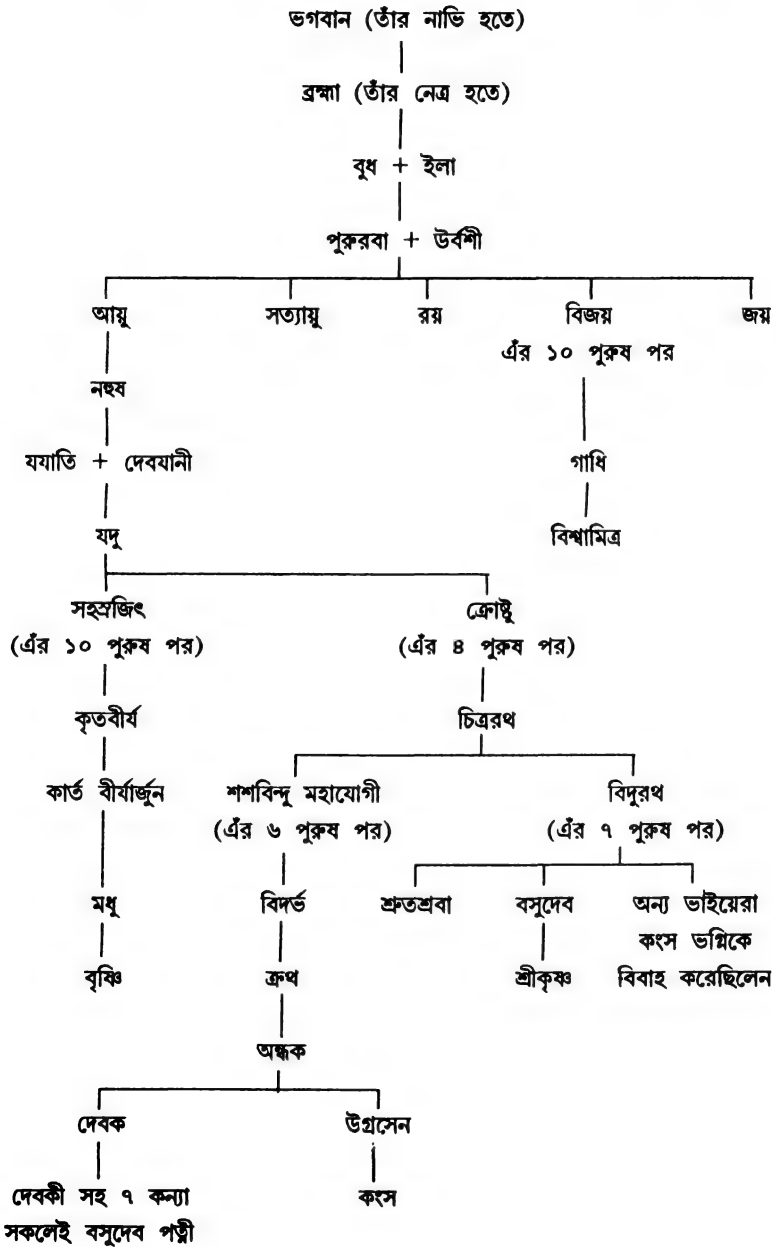 ভগবান (তাঁর নাভি হতে)
ব্রহ্মা (তাঁর নেত্র হতে)
বুধ + ইলা
পুরুরবা + উর্বশী
আয়ু সত্যায়ু রয় বিজয় জয়
এঁর ১০ পুরুষ পর
নহুষ
যযাতি + দেবযানী গাধি
যদু বিশ্বামিত্র
সহস্রজিৎ ক্রোষ্টু
(এঁর ১০ পুরুষ পর) (এঁর ৪ পুরুষ পর)
কৃতবীর্য চিত্ররথ
কার্ত বীর্যার্জুন শশবিন্দু মহাযোগী বিদুরথ
(এঁর ৬ পুরুষ পর) (এঁর ৭ পুরুষ পর)
মধু বিদর্ভ শ্রুতশ্রবা বসুদেব অন্য ভাইয়েরা
কংস ভগ্নিকে
বৃষ্ণি ক্রথ শ্রীকৃষ্ণ বিবাহ করেছিলেন
অন্ধক
দেবক উগ্রসেন
দেবকী সহ ৭ কন্যা কংস
সকলেই বসুদেব পত্নী